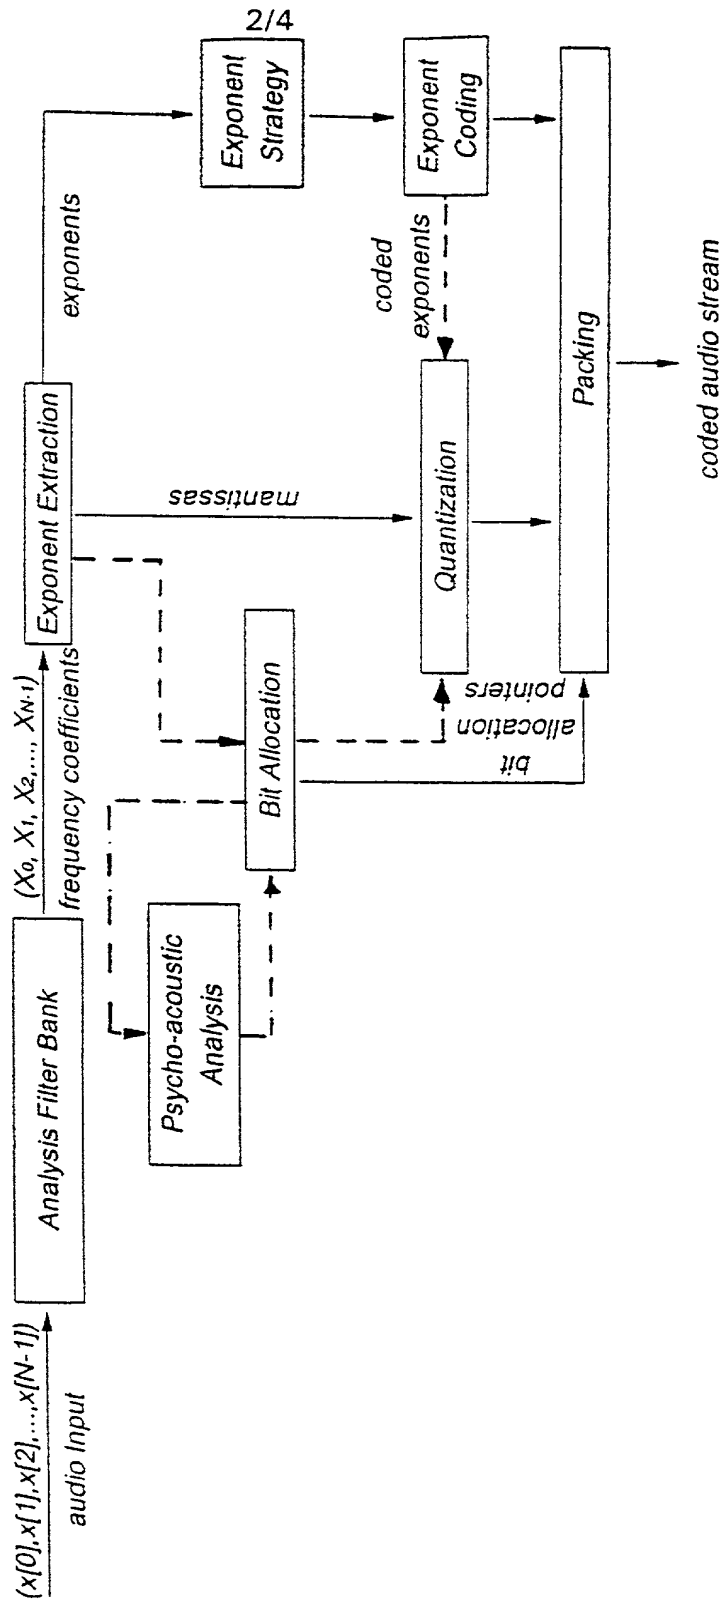 2/4
(x[0],x[1],x[2],...,x[N-1])
audio Input
Analysis Filter Bank
(X0, X1, X2,..., XN-1)
frequency coefficients
Exponent Extraction
exponents
Exponent
Strategy
Exponent
Coding
coded
exponents
mantissas
Psycho-acoustic
Analysis
Bit Allocation
bit
allocation
pointers
Quantization
Packing
coded audio stream